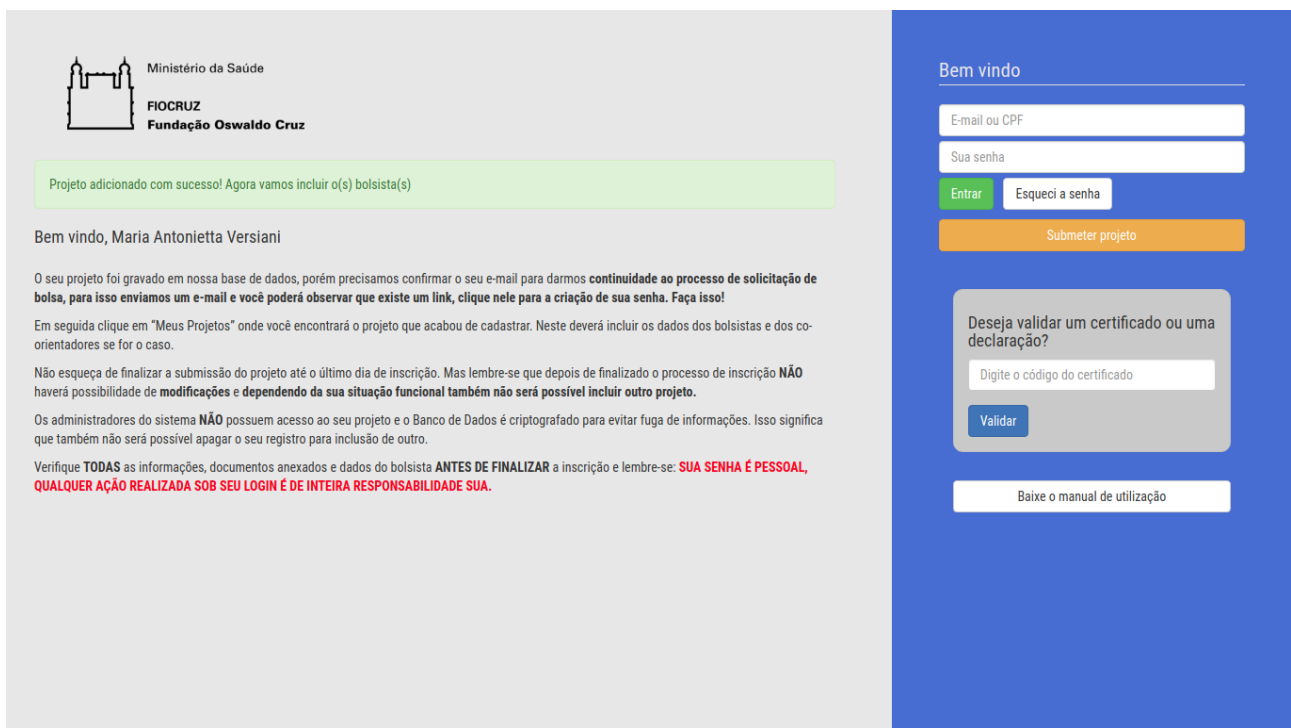 Ministério da Saúde
FIOCRUZ
Fundação Oswaldo Cruz
Projeto adicionado com sucesso! Agora vamos incluir o(s) bolsista(s)
Bem vindo, Maria Antonietta Versiani
O seu projeto foi gravado em nossa base de dados, porém precisamos confirmar o seu e-mail para darmos continuidade ao processo de solicitação de
bolsa, para isso enviamos um e-mail e você poderá observar que existe um link, clique nele para a criação de sua senha. Faça isso!
Em seguida clique em “Meus Projetos” onde você encontrará o projeto que acabou de cadastrar. Neste deverá incluir os dados dos bolsistas e dos co-
orientadores se for o caso.
Não esqueça de finalizar a submissão do projeto até o último dia de inscrição. Mas lembre-se que depois de finalizado o processo de inscrição NÃO
haverá possibilidade de modificações e dependendo da sua situação funcional também não será possível incluir outro projeto.
Os administradores do sistema NÃO possuem acesso ao seu projeto e o Banco de Dados é criptografado para evitar fuga de informações. Isso significa
que também não será possível apagar o seu registro para inclusão de outro.
Verifique TODAS as informações, documentos anexados e dados do bolsista ANTES DE FINALIZAR a inscrição e lembre-se: SUA SENHA É PESSOAL,
QUALQUER AÇÃO REALIZADA SOB SEU LOGIN É DE INTEIRA RESPONSABILIDADE SUA.
Bem vindo
E-mail ou CPF
Sua senha
Entrar Esqueci a senha
Submeter projeto
Deseja validar um certificado ou uma
declaração?
Digite o código do certificado
Validar
Baixe o manual de utilização